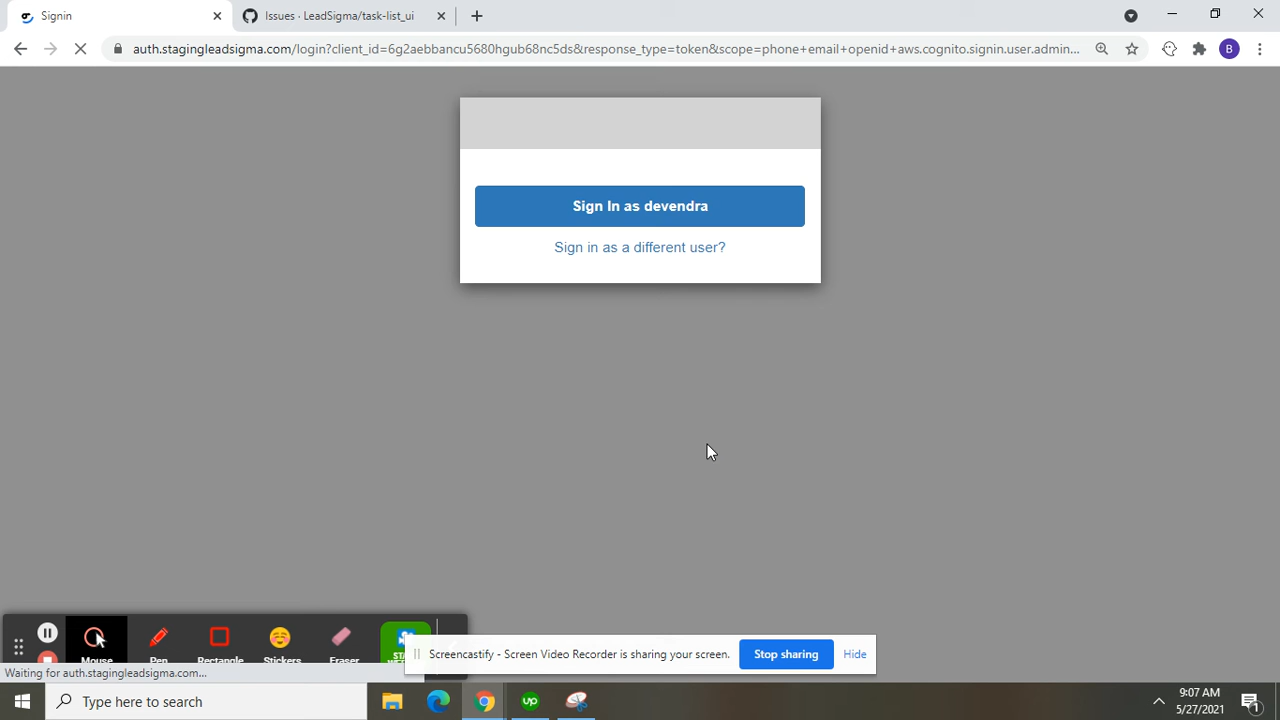 Signin
Issues · LeadSigma/task-list_ui
auth.stagingleadsigma.com/login?client_id=6g2aebbancu5680hgub68nc5ds&response_type=token&scope=phone+email+openid+aws.cognito.signin.user.admin...
B
Sign In as devendra
Sign in as a different user?
Mouse
Pen
Rectangle
Stickers
Eraser
Screencastify - Screen Video Recorder is sharing your screen.
Stop sharing
Hide
Waiting for auth.stagingleadsigma.com...
Type here to search
up
9:07 AM
5/27/2021
1